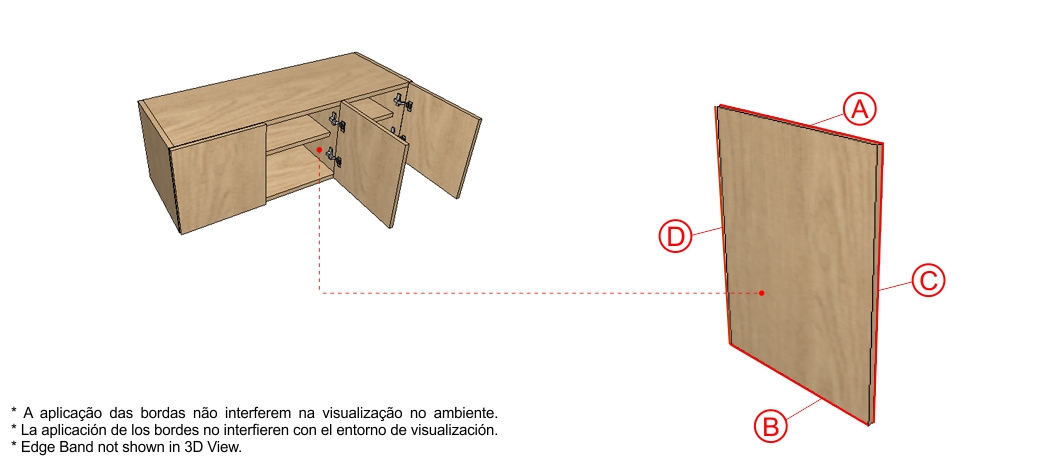 A
D
C
B
* A aplicação das bordas não interferem na visualização no ambiente.
* La aplicación de los bordes no interfieren con el entorno de visualización.
* Edge Band not shown in 3D View.